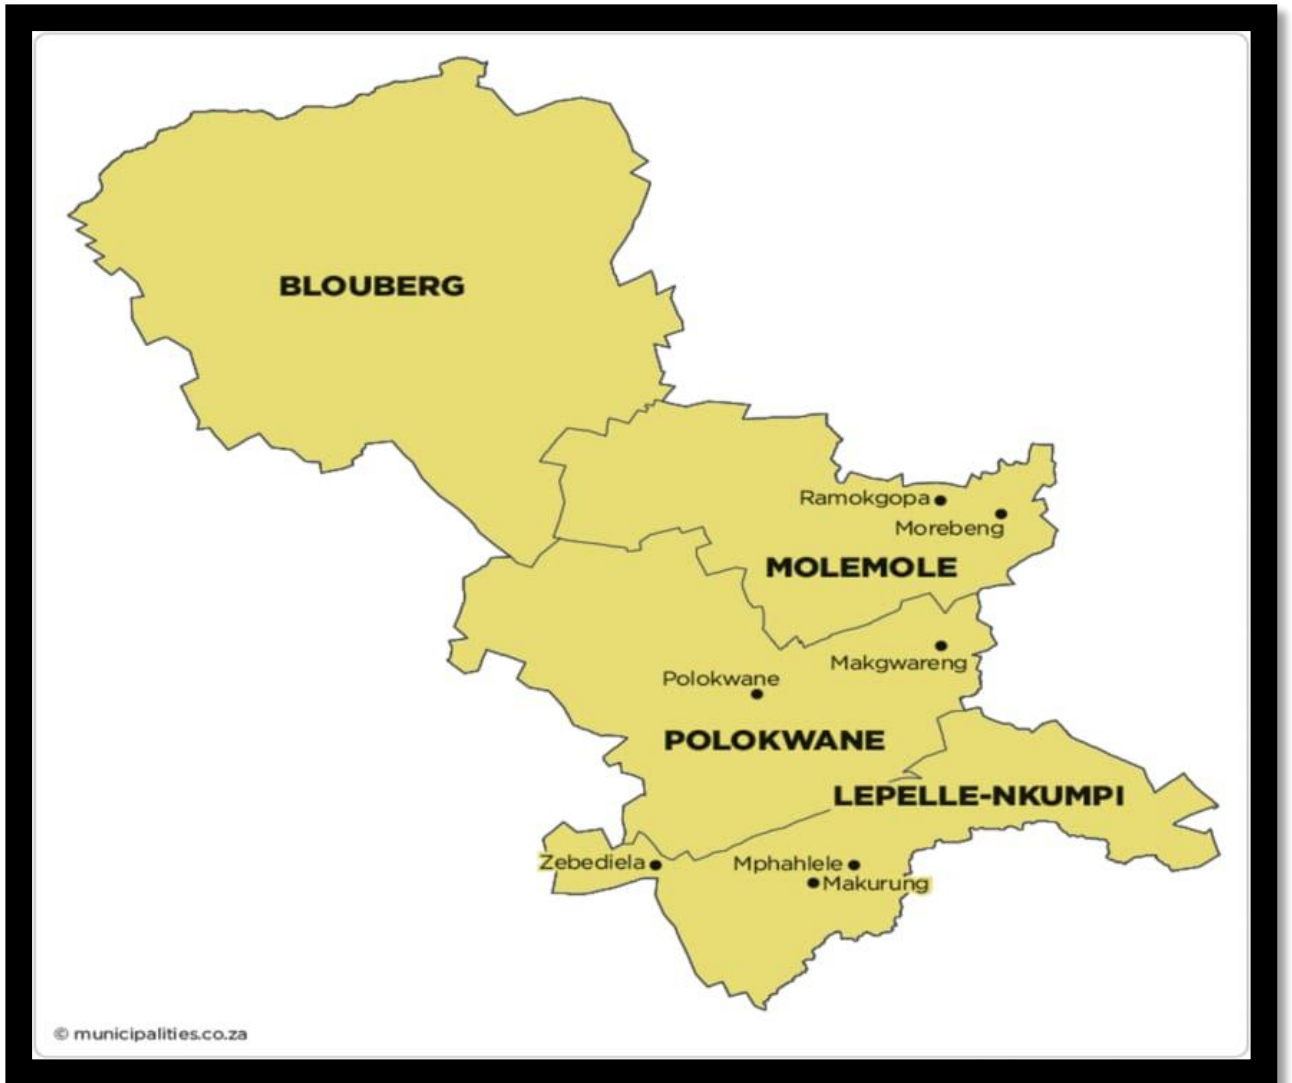 BLOUBERG
Ramokgopa
Morebeng
MOLEMOLE
Makgwareng
Polokwane
POLOKWANE
LEPELLE-NKUMPI
Zebediela
Mphahlele
Makurung
© municipalities.co.za